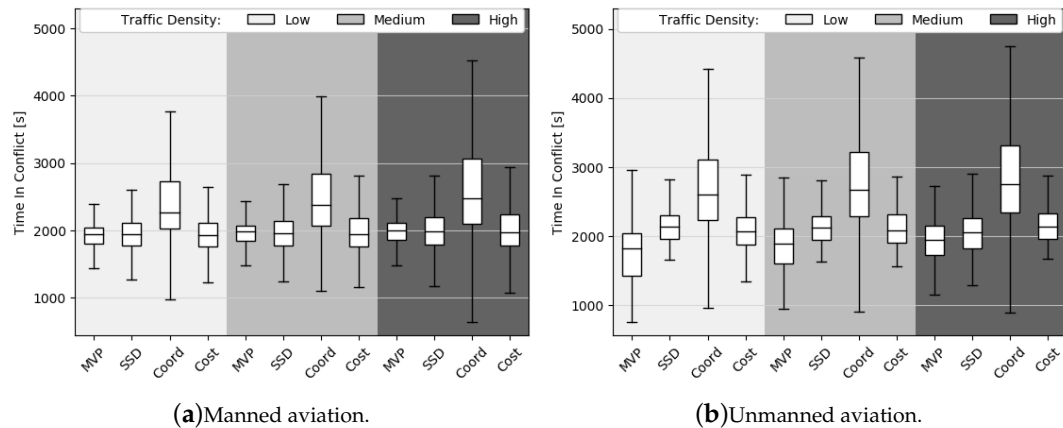 Traffic Density: Low Medium High
5000
4000
3000
2000
1000
Time In Conflict [s]
MVP SSD Coord Cost MVP SSD Coord Cost MVP SSD Coord Cost
(a)Manned aviation.
Traffic Density: Low Medium High
5000
4000
3000
2000
1000
Time In Conflict [s]
MVP SSD Coord Cost MVP SSD Coord Cost MVP SSD Coord Cost
(b)Unmanned aviation.